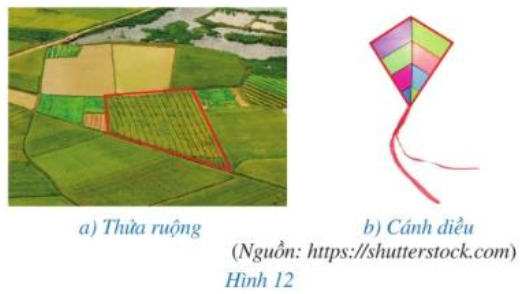 a) Thửa ruộng
b) Cánh diều
(Nguồn: https://shutterstock.com)
Hình 12